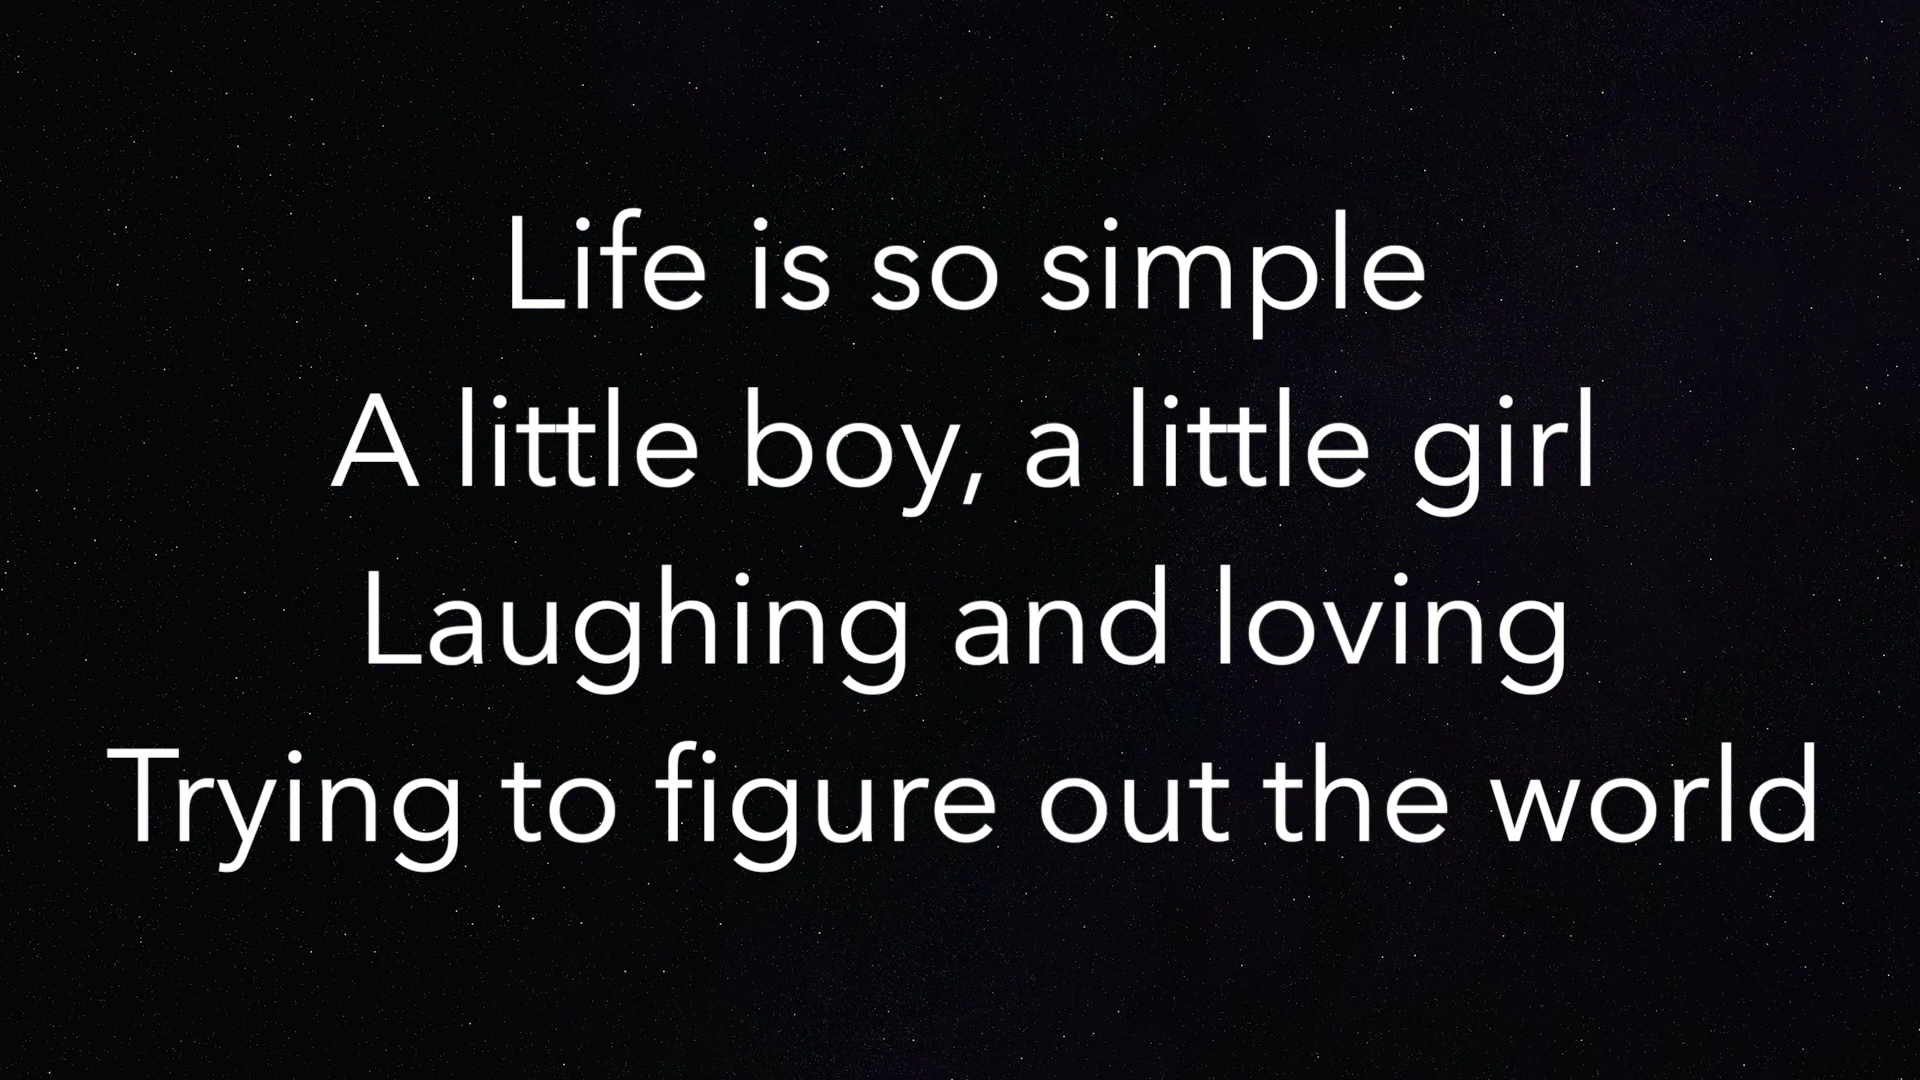 Life is so simple
A little boy, a little girl
Laughing and loving
Trying to figure out the world